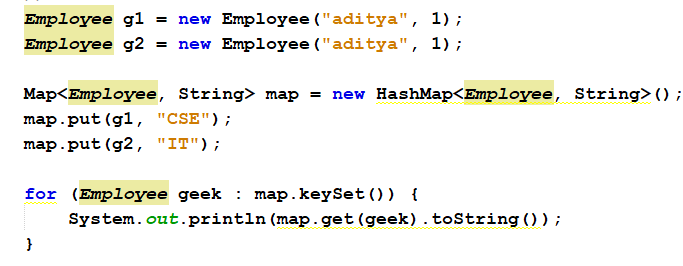 Employee g1 = new Employee("aditya", 1);
Employee g2 = new Employee("aditya", 1);
Map<Employee, String> map = new HashMap<Employee, String>();
map.put(g1, "CSE");
map.put(g2, "IT");
for (Employee geek : map.keySet()) {
    System.out.println(map.get(geek).toString());
}